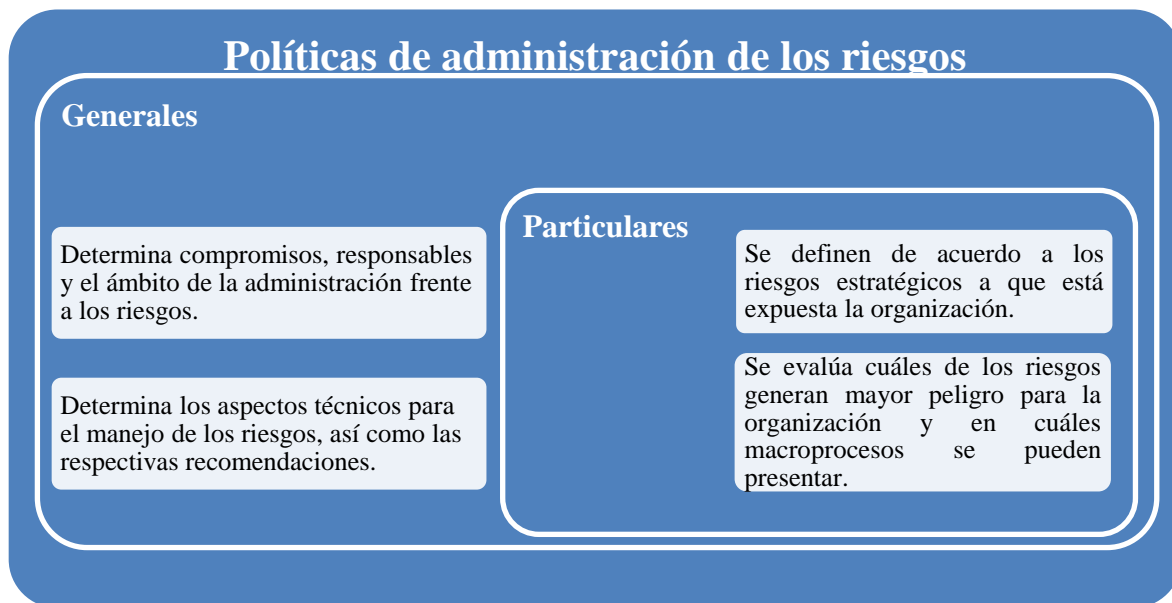 Políticas de administración de los riesgos
Generales
Determina compromisos, responsables
y el ámbito de la administración frente
a los riesgos.
Determina los aspectos técnicos para
el manejo de los riesgos, así como las
respectivas recomendaciones.
Particulares
Se definen de acuerdo a los
riesgos estratégicos a que está
expuesta la organización.
Se evalúa cuáles de los riesgos
generan mayor peligro para la
organización y en cuáles
macroprocesos se pueden
presentar.